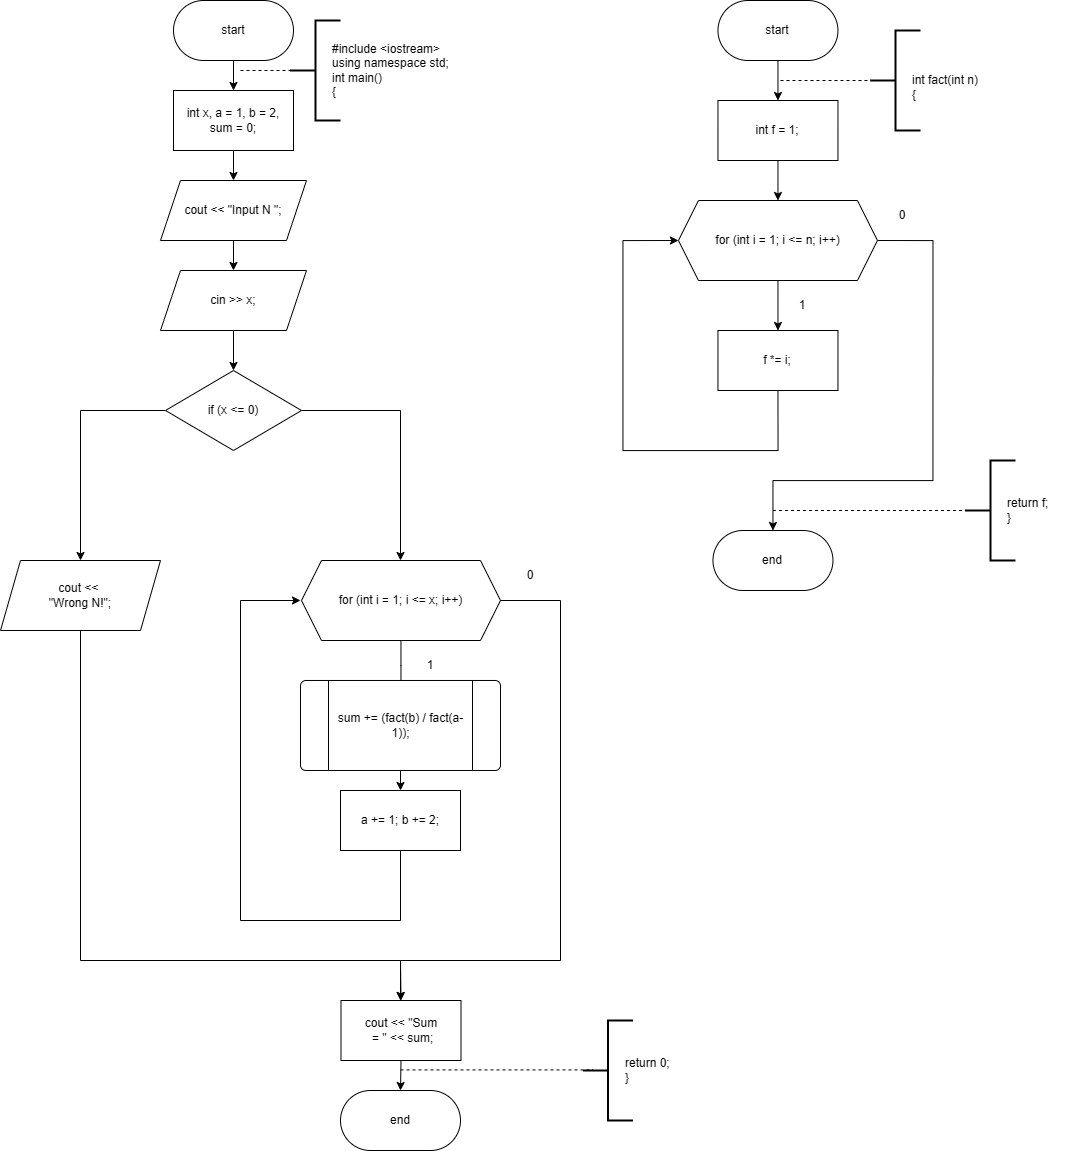 start
#include <iostream>
using namespace std;
int main()
{
int x, a = 1, b = 2,
sum = 0;
cout << "Input N ";
cin >> x;
if (x <= 0)
cout <<
"Wrong N!";
for (int i = 1; i <= x; i++)
0
1
sum += (fact(b) / fact(a-
1));
a += 1; b += 2;
cout << "Sum
= " << sum;
return 0;
}
end
start
int fact(int n)
{
int f = 1;
for (int i = 1; i <= n; i++)
0
1
f *= i;
return f;
}
end